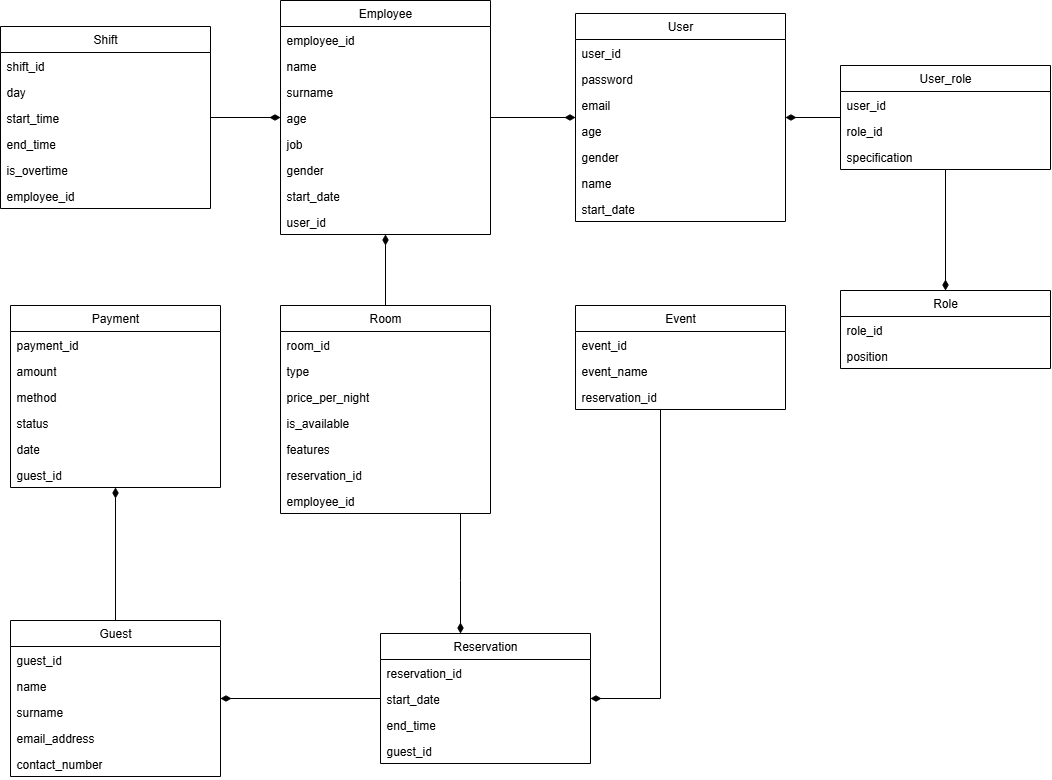 Shift
shift_id
day
start_time
end_time
is_overtime
employee_id
Employee
employee_id
name
surname
age
job
gender
start_date
user_id
User
user_id
password
email
age
gender
name
start_date
User_role
user_id
role_id
specification
Payment
payment_id
amount
method
status
date
guest_id
Room
room_id
type
price_per_night
is_available
features
reservation_id
employee_id
Event
event_id
event_name
reservation_id
Role
role_id
position
Guest
guest_id
name
surname
email_address
contact_number
Reservation
reservation_id
start_date
end_time
guest_id